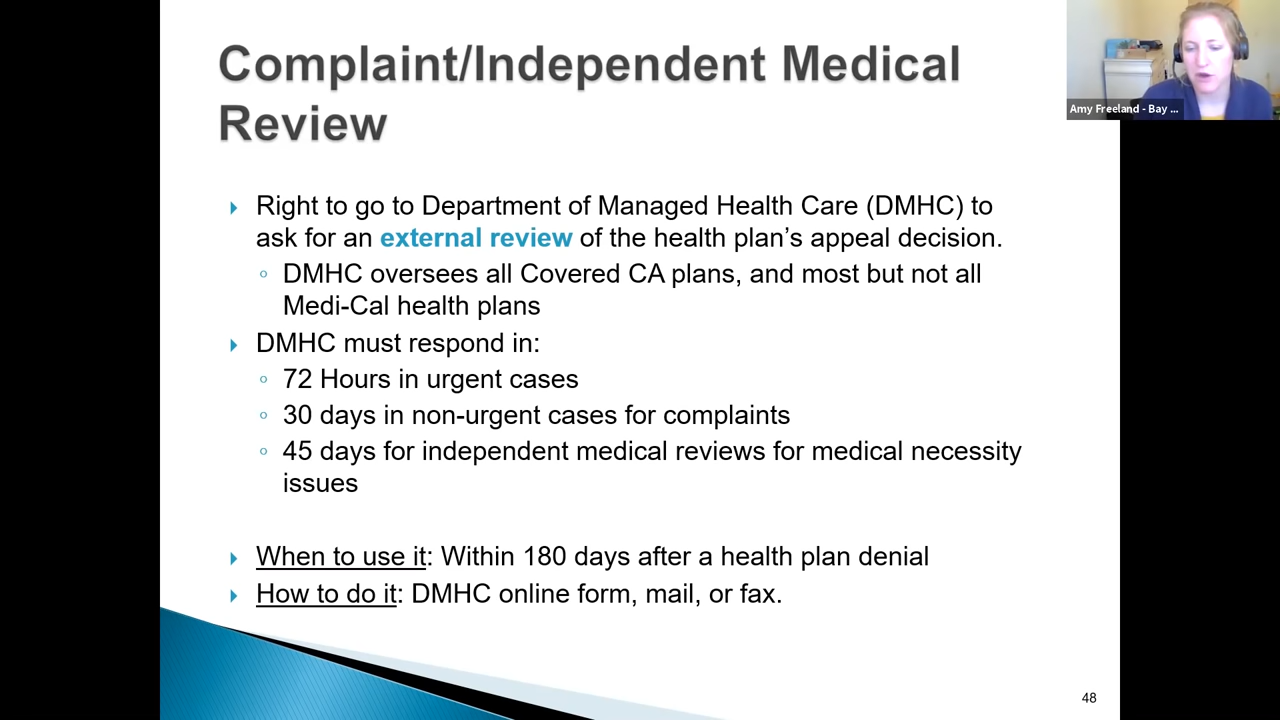 Complaint/Independent Medical
Review
Amy Freeland - Bay ...
Right to go to Department of Managed Health Care (DMHC) to
ask for an external review of the health plan’s appeal decision.
DMHC oversees all Covered CA plans, and most but not all
Medi-Cal health plans
DMHC must respond in:
72 Hours in urgent cases
30 days in non-urgent cases for complaints
45 days for independent medical reviews for medical necessity
issues
When to use it: Within 180 days after a health plan denial
How to do it: DMHC online form, mail, or fax.
48